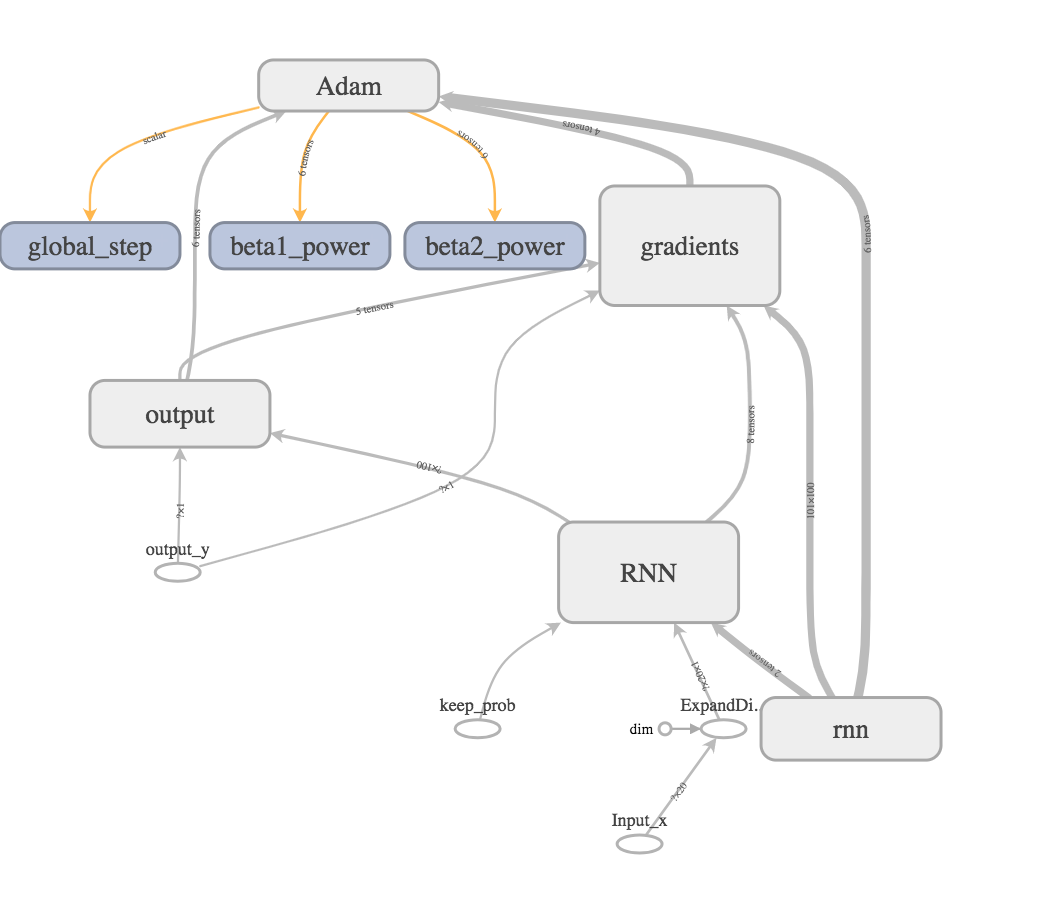 Adam
4 tensors
scalar
6 tensors
6 tensors
6 tensors
6 tensors
global_step
beta1_power
beta2_power
gradients
5 tensors
output
8 tensors
?×100
?×1
?×1
101×100
output_y
RNN
2 tensors
?×20×1
keep_prob
ExpandDi.
dim
rnn
?×20
Input_x